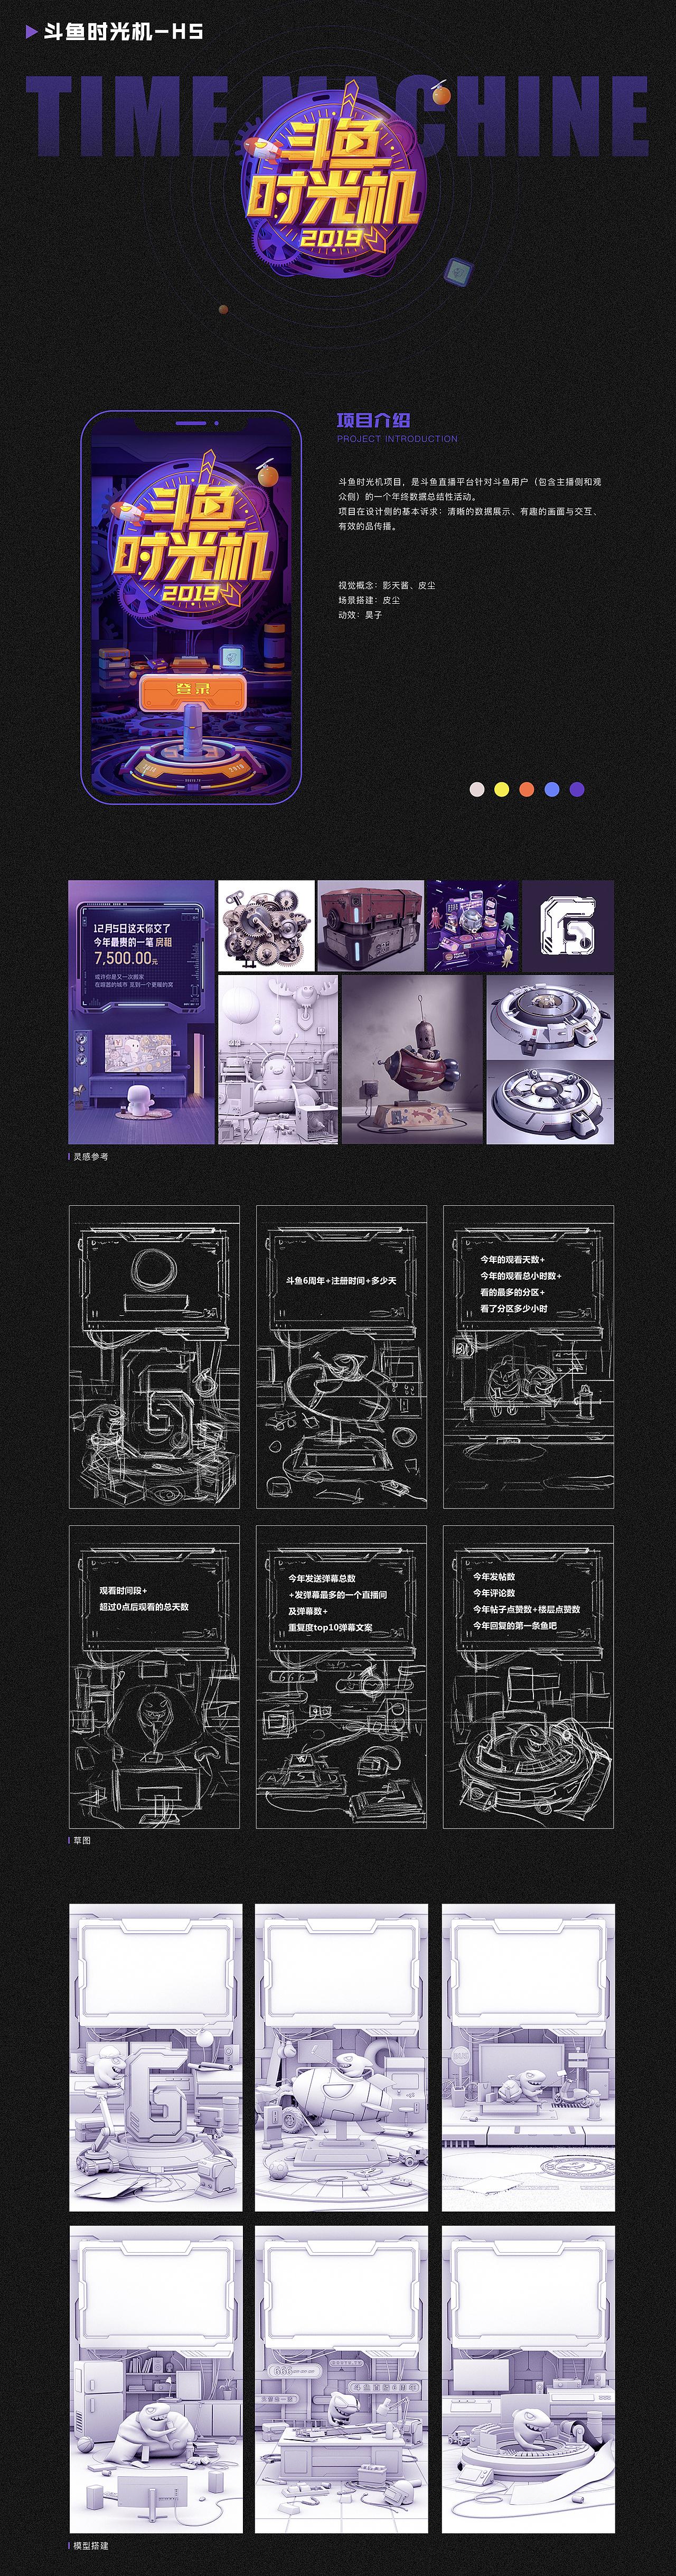 斗鱼时光机-H5
TIME MACHINE
斗鱼
时光机
2019
项目介绍
PROJECT INTRODUCTION
斗鱼时光机项目，是斗鱼直播平台针对斗鱼用户（包含主播侧和观
众侧）的一个年终数据总结性活动。
项目在设计侧的基本诉求：清晰的数据展示、有趣的画面与交互、
有效的品传播。
视觉概念：影天酱、皮尘
场景搭建：皮尘
动效：昊子
斗鱼
时光机
2019
登录
12月5日这天你交了
今年最贵的一笔 房租
7,500.00元
或许你是又一次搬家
在喧嚣的城市 觅到一个更暖的窝
灵感参考
斗鱼6周年+注册时间+多少天
今年的观看天数+
今年的观看总小时数+
看的最多的分区+
看了分区多少小时
观看时间段+
超过0点后观看的总天数
今年发送弹幕总数
+发弹幕最多的一个直播间
及弹幕数+
重复度top10弹幕文案
今年发帖数
今年评论数
今年帖子点赞数+楼层点赞数
今年回复的第一条鱼吧
草图
模型搭建